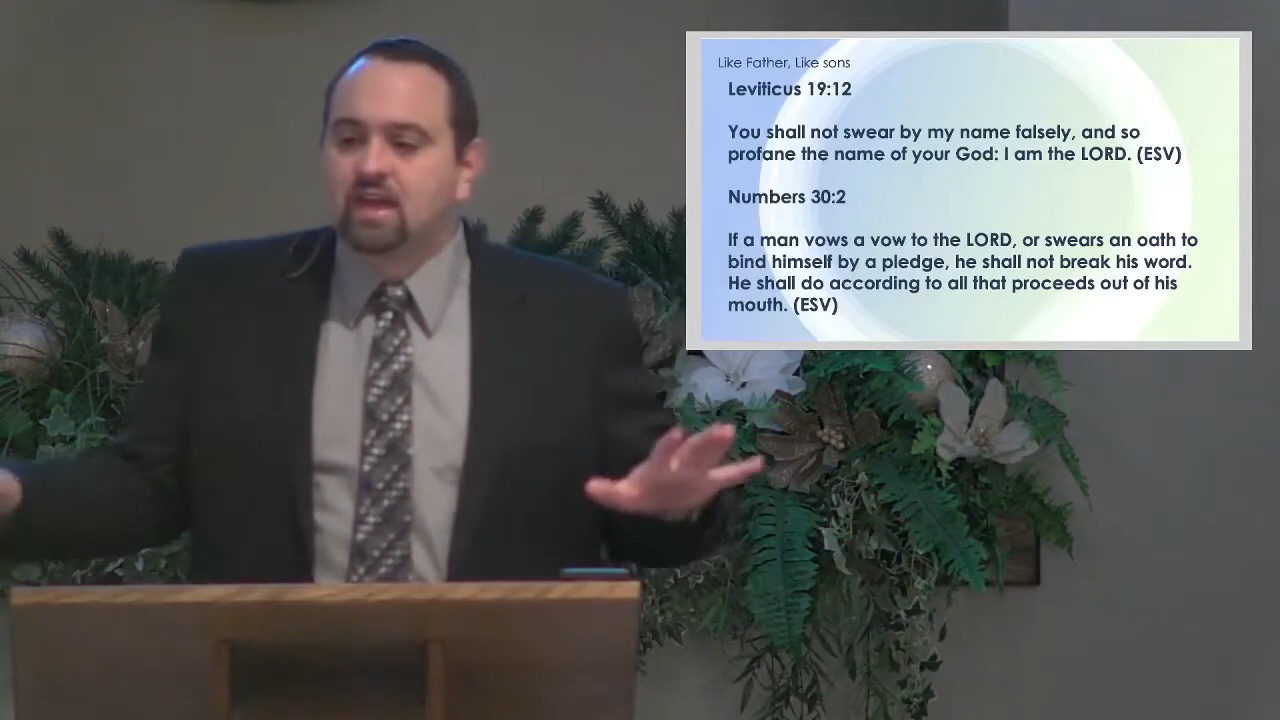 Like Father, Like sons
Leviticus 19:12
You shall not swear by my name falsely, and so
profane the name of your God: I am the LORD. (ESV)
Numbers 30:2
If a man vows a vow to the LORD, or swears an oath to
bind himself by a pledge, he shall not break his word.
He shall do according to all that proceeds out of his
mouth. (ESV)